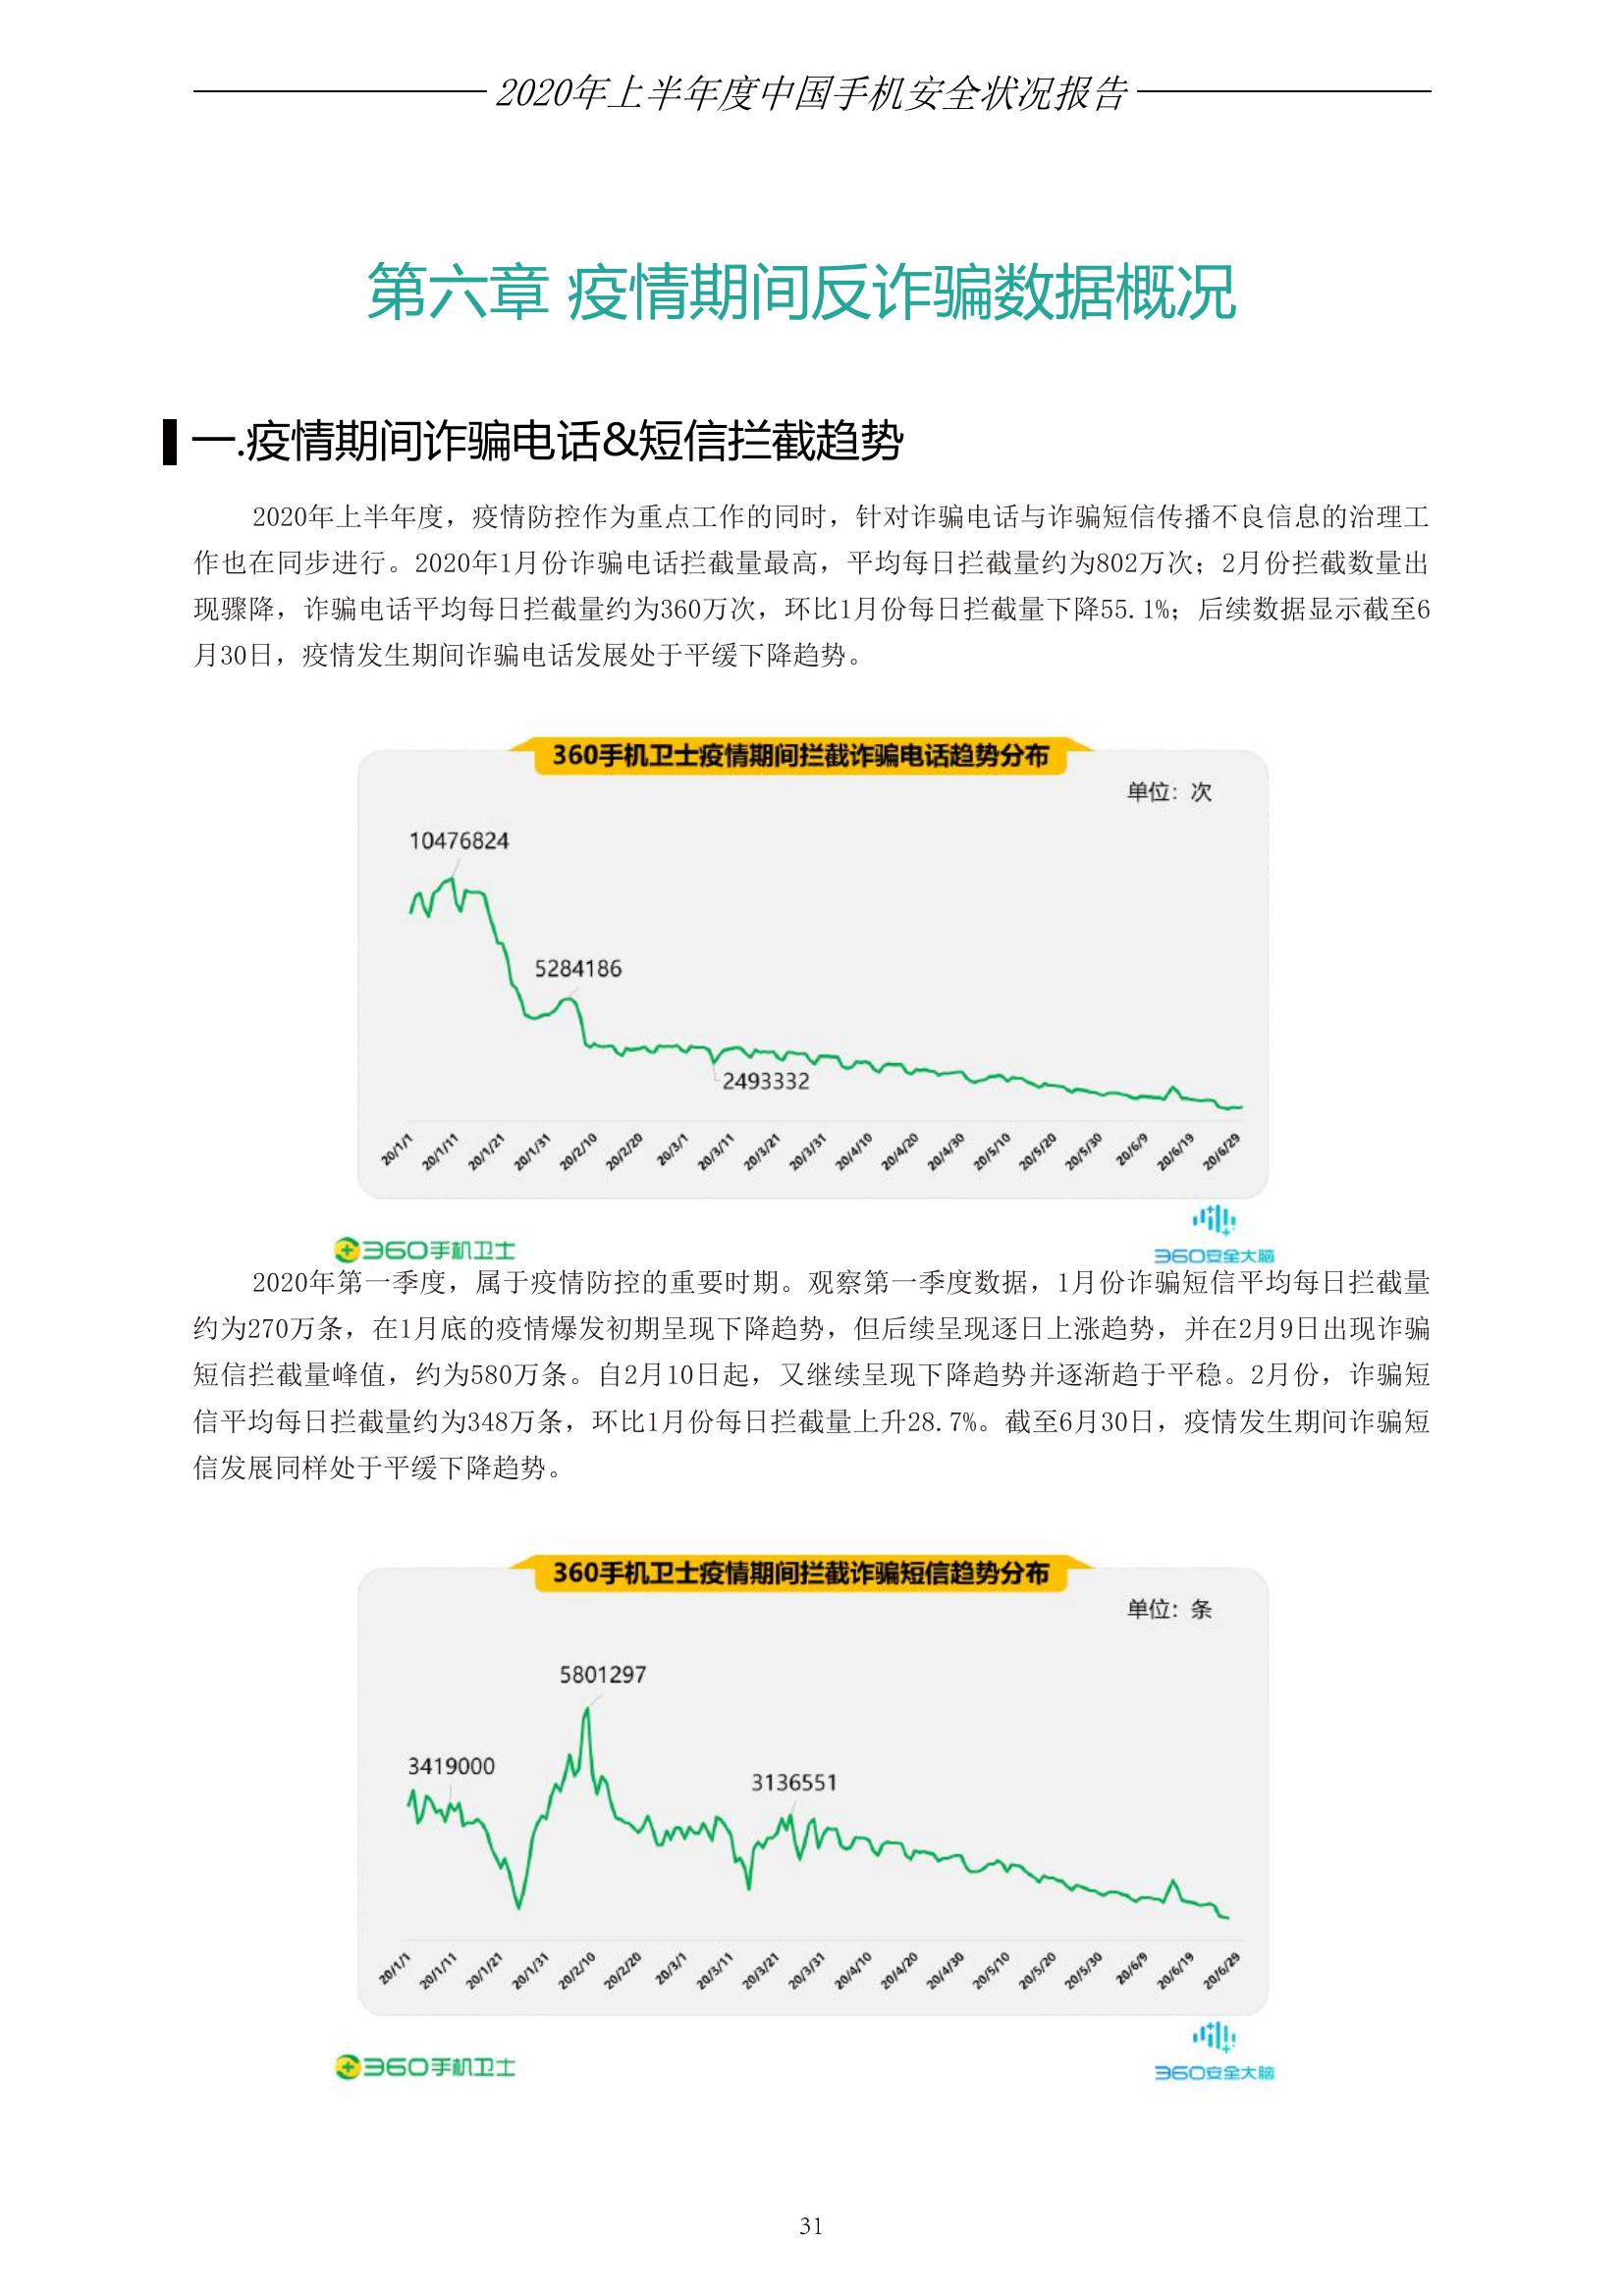 2020年上半年度中国手机安全状况报告
第六章 疫情期间反诈骗数据概况
一.疫情期间诈骗电话&短信拦截趋势
2020年上半年度，疫情防控作为重点工作的同时，针对诈骗电话与诈骗短信传播不良信息的治理工
作也在同步进行。2020年1月份诈骗电话拦截量最高，平均每日拦截量约为802万次；2月份拦截数量出
现骤降，诈骗电话平均每日拦截量约为360万次，环比1月份每日拦截量下降55.1%；后续数据显示截至6
月30日，疫情发生期间诈骗电话发展处于平缓下降趋势。
360手机卫士疫情期间拦截诈骗电话趋势分布
单位：次
10476824
5284186
2493332
20/1/1 20/1/11 20/1/21 20/1/31 20/2/10 20/2/20 20/3/1 20/3/11 20/3/21 20/3/31 20/4/10 20/4/20 20/4/30 20/5/10 20/5/20 20/5/30 20/6/9 20/6/19 20/6/29
360手机卫士
360安全大脑
2020年第一季度，属于疫情防控的重要时期。观察第一季度数据，1月份诈骗短信平均每日拦截量
约为270万条，在1月底的疫情爆发初期呈现下降趋势，但后续呈现逐日上涨趋势，并在2月9日出现诈骗
短信拦截量峰值，约为580万条。自2月10日起，又继续呈现下降趋势并逐渐趋于平稳。2月份，诈骗短
信平均每日拦截量约为348万条，环比1月份每日拦截量上升28.7%。截至6月30日，疫情发生期间诈骗短
信发展同样处于平缓下降趋势。
360手机卫士疫情期间拦截诈骗短信趋势分布
单位：条
5801297
3419000
3136551
20/1/1 20/1/11 20/1/21 20/1/31 20/2/10 20/2/20 20/3/1 20/3/11 20/3/21 20/3/31 20/4/10 20/4/20 20/4/30 20/5/10 20/5/20 20/5/30 20/6/9 20/6/19 20/6/29
360手机卫士
360安全大脑
31